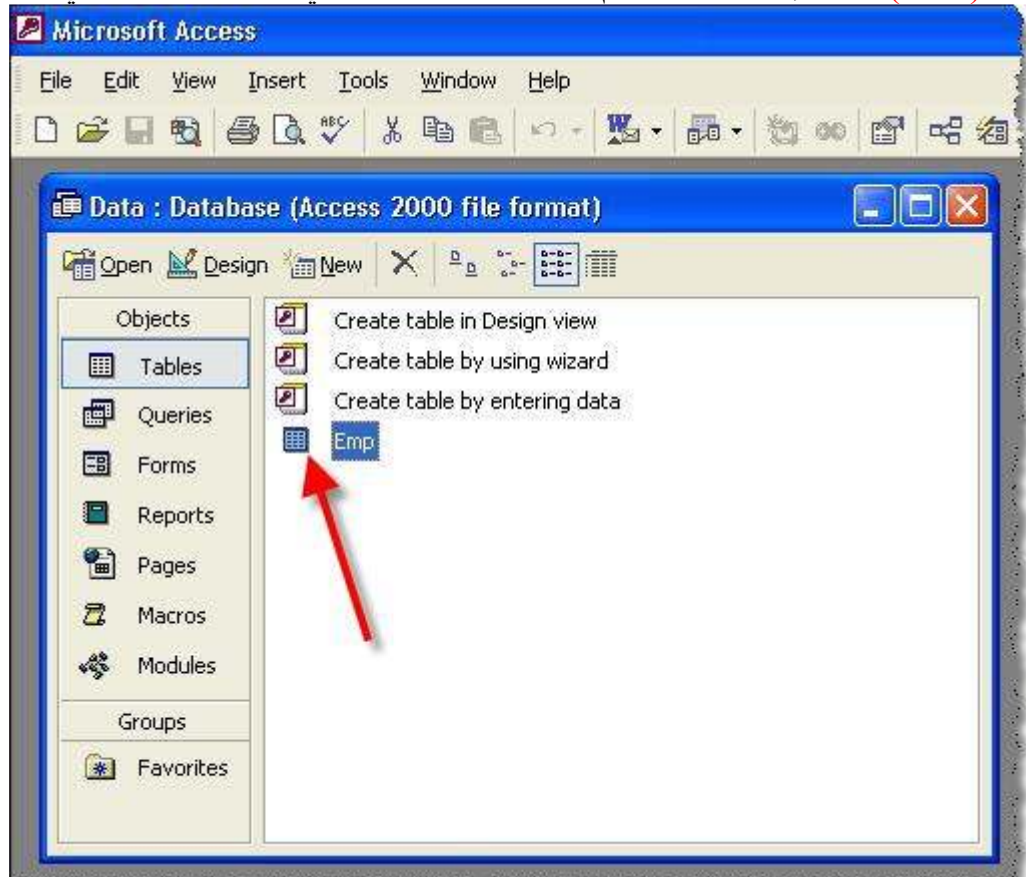 Microsoft Access
File Edit View Insert Tools Window Help
Data : Database (Access 2000 file format)
Open Design New
Objects
Tables
Queries
Forms
Reports
Pages
Macros
Modules
Groups
Favorites
Create table in Design view
Create table by using wizard
Create table by entering data
Emp